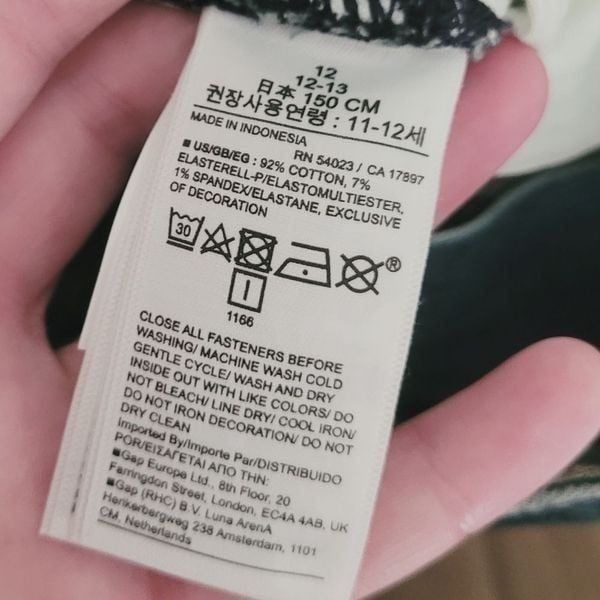 12
12-13
日本 150 CM
권장사용연령 : 11-12세
MADE IN INDONESIA
RN 54023 / CA 17897
■ US/GB/EG : 92% COTTON, 7%
ELASTERELL-P/ELASTOMULTIESTER,
1% SPANDEX/ELASTANE, EXCLUSIVE
OF DECORATION
30
®
1166
CLOSE ALL FASTENERS BEFORE
WASHING/ MACHINE WASH COLD
GENTLE CYCLE/ WASH AND DRY
INSIDE OUT WITH LIKE COLORS/ DO
NOT BLEACH/ LINE DRY/ COOL IRON/
DO NOT IRON DECORATION/ DO NOT
DRY CLEAN
Imported By/Importe Par/DISTRIBUIDO
POR/ΕΙΣΑΓΕΤΑΙ ΑΠΟ ΤΗΝ:
■Gap Europe Ltd., 8th Floor, 20
Farringdon Street, London, EC4A 4AB, UK
■Gap (RHC) B.V. Luna ArenA
Herikerbergweg 238 Amsterdam, 1101
CM, Netherlands